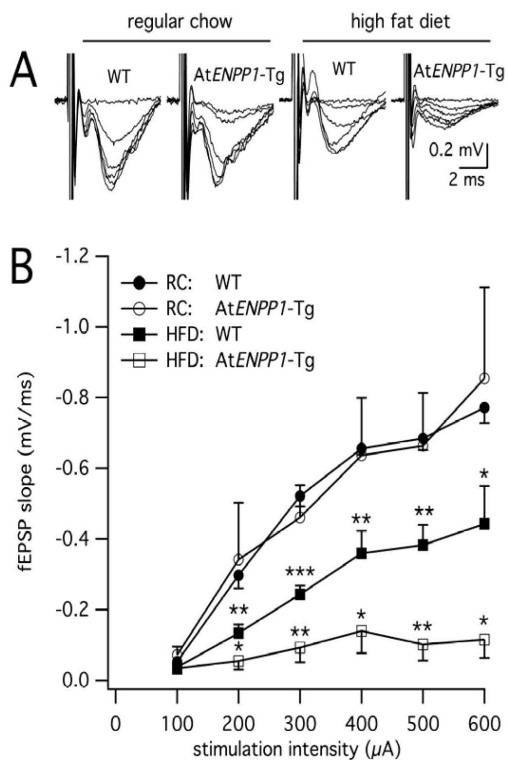 regular chow high fat diet
A
WT AtENPP1-Tg WT AtENPP1-Tg
0.2 mV
2 ms
B
-1.2
-1.0
-0.8
-0.6
-0.4
-0.2
0.0
fEPSP slope (mV/ms)
RC: WT
RC: AtENPP1-Tg
HFD: WT
HFD: AtENPP1-Tg
*
** **
***
**
* ** * ** *
0 100 200 300 400 500 600
stimulation intensity (µA)